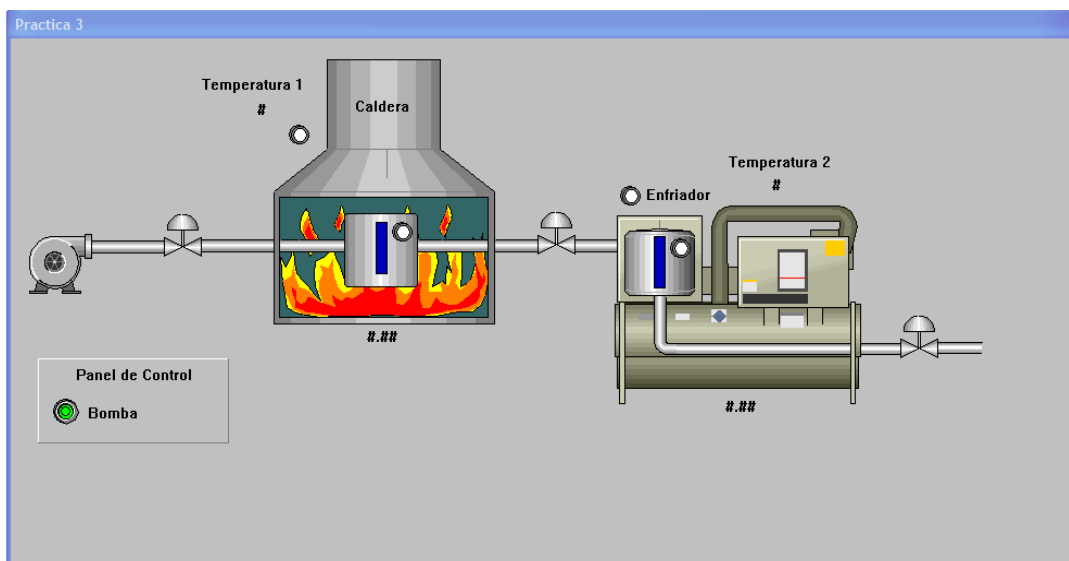 Practica 3
Temperatura 1
#
Caldera
Temperatura 2
#
Enfriador
#.##
Panel de Control
Bomba
#.##